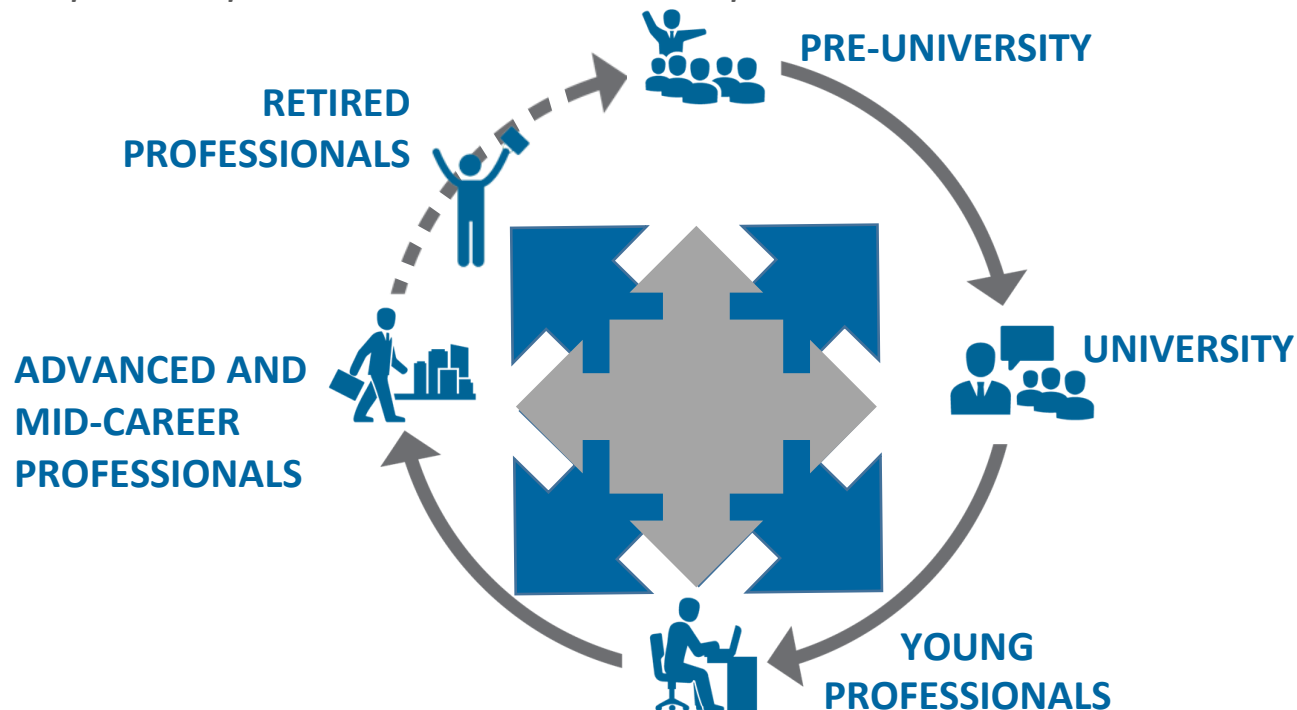 PRE-UNIVERSITY
RETIRED
PROFESSIONALS
UNIVERSITY
ADVANCED AND
MID-CAREER
PROFESSIONALS
YOUNG
PROFESSIONALS